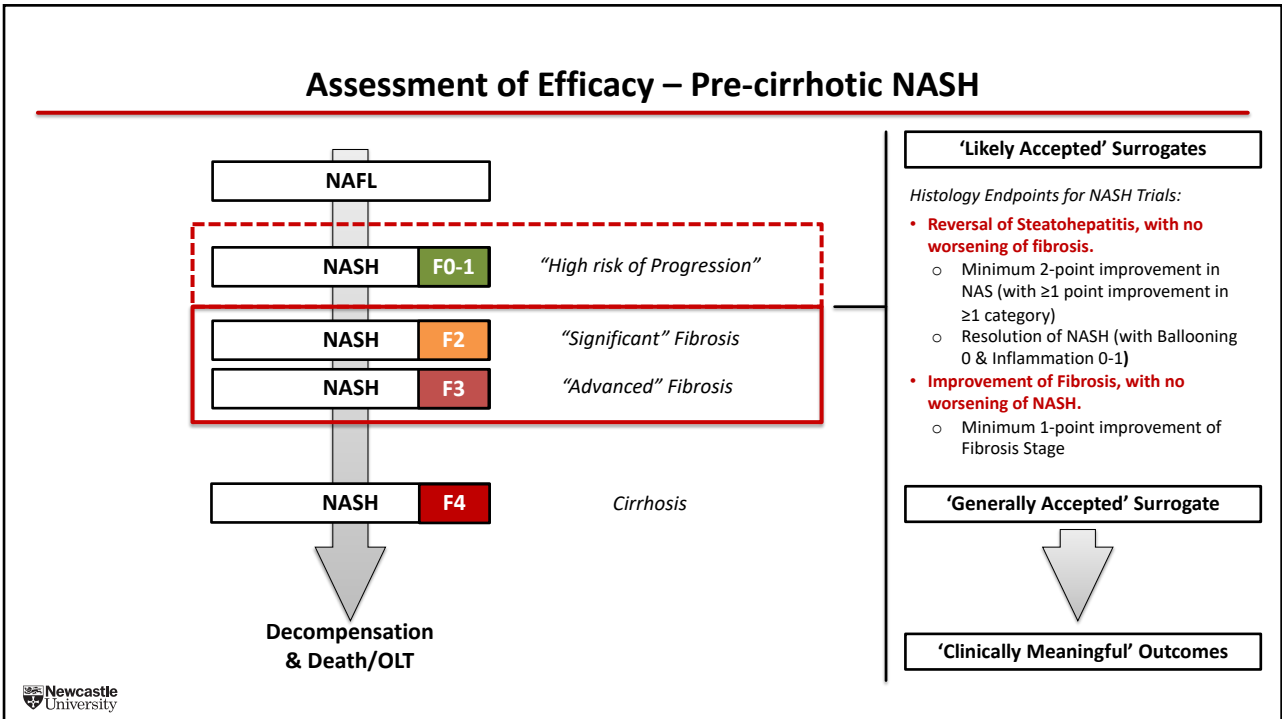 Assessment of Efficacy – Pre-cirrhotic NASH
NAFL
NASH F0-1 “High risk of Progression”
NASH F2 “Significant” Fibrosis
NASH F3 “Advanced” Fibrosis
NASH F4 Cirrhosis
Decompensation
& Death/OLT
‘Likely Accepted’ Surrogates
Histology Endpoints for NASH Trials:
• Reversal of Steatohepatitis, with no
worsening of fibrosis.
o Minimum 2-point improvement in
NAS (with ≥1 point improvement in
≥1 category)
o Resolution of NASH (with Ballooning
0 & Inflammation 0-1)
• Improvement of Fibrosis, with no
worsening of NASH.
o Minimum 1-point improvement of
Fibrosis Stage
‘Generally Accepted’ Surrogate
‘Clinically Meaningful’ Outcomes
Newcastle
University